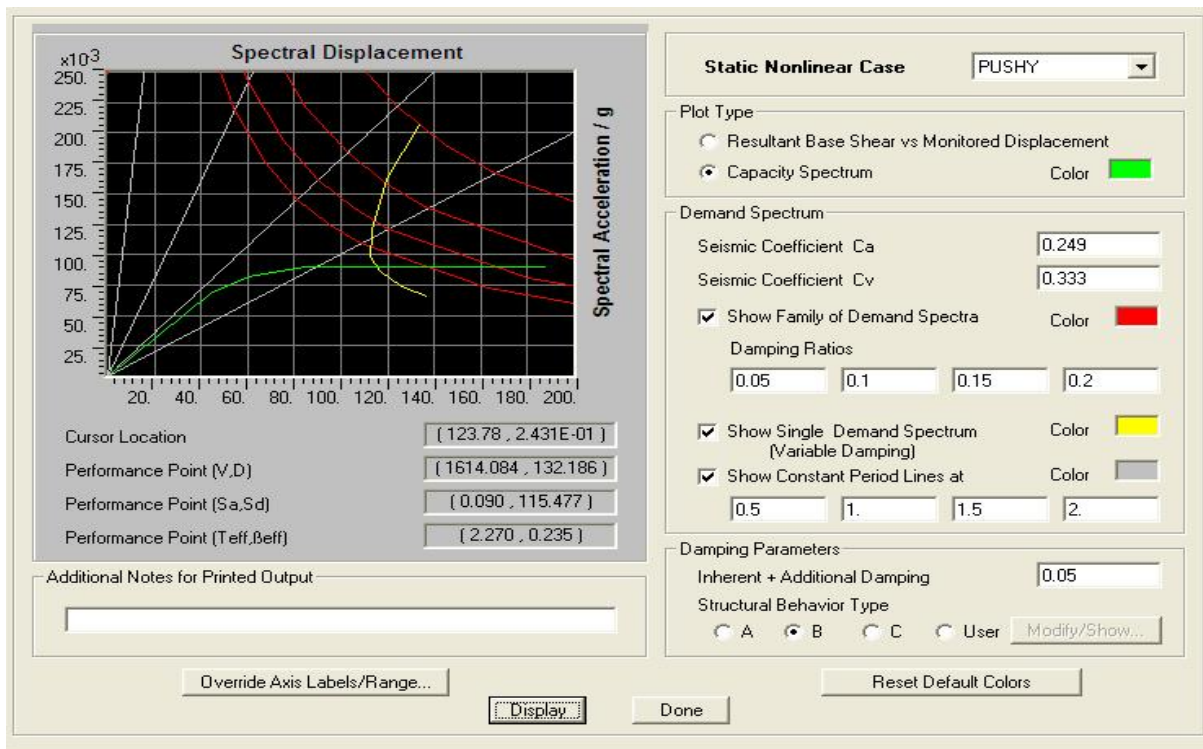 Spectral Displacement
x10-3
250.
225.
200.
175.
150.
125.
100.
75.
50.
25.
20. 40. 60. 80. 100. 120. 140. 160. 180. 200.
Spectral Acceleration / g
Cursor Location ( 123.78 , 2.431E-01 )
Performance Point (V,D) ( 1614.084 , 132.186 )
Performance Point (Sa,Sd) ( 0.090 , 115.477 )
Performance Point (Teff,βeff) ( 2.270 , 0.235 )
Additional Notes for Printed Output
Static Nonlinear Case PUSHY
Plot Type
Resultant Base Shear vs Monitored Displacement
Capacity Spectrum Color
Demand Spectrum
Seismic Coefficient Ca 0.249
Seismic Coefficient Cv 0.333
Show Family of Demand Spectra Color
Damping Ratios
0.05 0.1 0.15 0.2
Show Single Demand Spectrum Color
(Variable Damping)
Show Constant Period Lines at Color
0.5 1. 1.5 2.
Damping Parameters
Inherent + Additional Damping 0.05
Structural Behavior Type
A B C User Modify/Show...
Override Axis Labels/Range... Reset Default Colors
Display Done